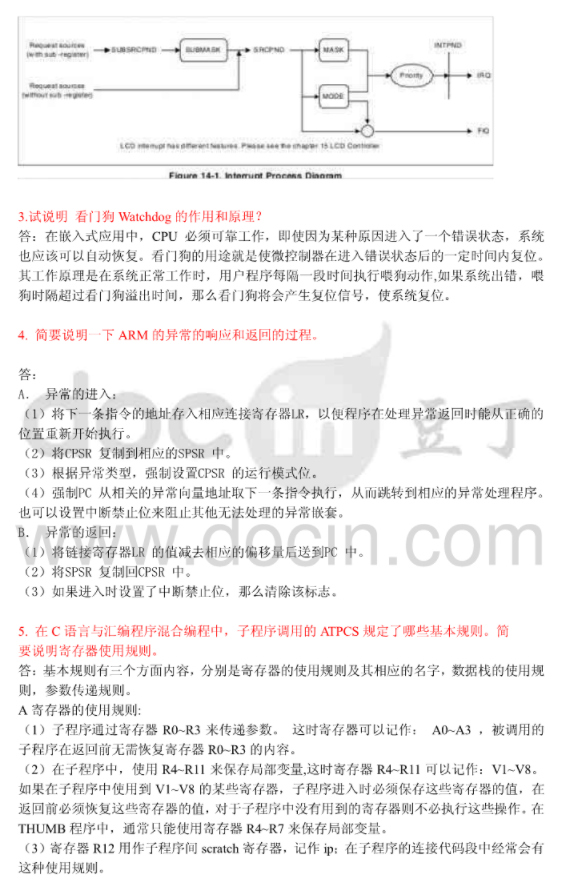 Request sources
(with sub-register)
SUBSRCPND
SUBMASK
SRCPND
MASK
INTPND
Request sources
(without sub-register)
MODE
Priority
IRQ
FIQ
LCD interrupt has different features. Please see the chapter 15 LCD Controller
Figure 14-1. Interrupt Process Diagram
3.试说明 看门狗 Watchdog 的作用和原理?
答：在嵌入式应用中，CPU 必须可靠工作，即使因为某种原因进入了一个错误状态，系统
也应该可以自动恢复。看门狗的用途就是使微控制器在进入错误状态后的一定时间内复位。
其工作原理是在系统正常工作时，用户程序每隔一段时间执行喂狗动作,如果系统出错，喂
狗时隔超过看门狗溢出时间，那么看门狗将会产生复位信号，使系统复位。
4. 简要说明一下 ARM 的异常的响应和返回的过程。
答：
A. 异常的进入：
（1）将下一条指令的地址存入相应连接寄存器LR，以便程序在处理异常返回时能从正确的
位置重新开始执行。
（2）将CPSR 复制到相应的SPSR 中。
（3）根据异常类型，强制设置CPSR 的运行模式位。
（4）强制PC 从相关的异常向量地址取下一条指令执行，从而跳转到相应的异常处理程序。
也可以设置中断禁止位来阻止其他无法处理的异常嵌套。
B. 异常的返回：
（1）将链接寄存器LR 的值减去相应的偏移量后送到PC 中。
（2）将SPSR 复制回CPSR 中。
（3）如果进入时设置了中断禁止位，那么清除该标志。
5. 在 C 语言与汇编程序混合编程中，子程序调用的 ATPCS 规定了哪些基本规则。简
要说明寄存器使用规则。
答：基本规则有三个方面内容，分别是寄存器的使用规则及其相应的名字，数据栈的使用规
则，参数传递规则。
A 寄存器的使用规则:
（1）子程序通过寄存器 R0~R3 来传递参数。 这时寄存器可以记作： A0~A3 ，被调用的
子程序在返回前无需恢复寄存器 R0~R3 的内容。
（2）在子程序中，使用 R4~R11 来保存局部变量,这时寄存器 R4~R11 可以记作：V1~V8。
如果在子程序中使用到 V1~V8 的某些寄存器，子程序进入时必须保存这些寄存器的值，在
返回前必须恢复这些寄存器的值，对于子程序中没有用到的寄存器则不必执行这些操作。在
THUMB 程序中，通常只能使用寄存器 R4~R7 来保存局部变量。
（3）寄存器 R12 用作子程序间 scratch 寄存器，记作 ip；在子程序的连接代码段中经常会有
这种使用规则。
docin 豆丁
www.docin.com